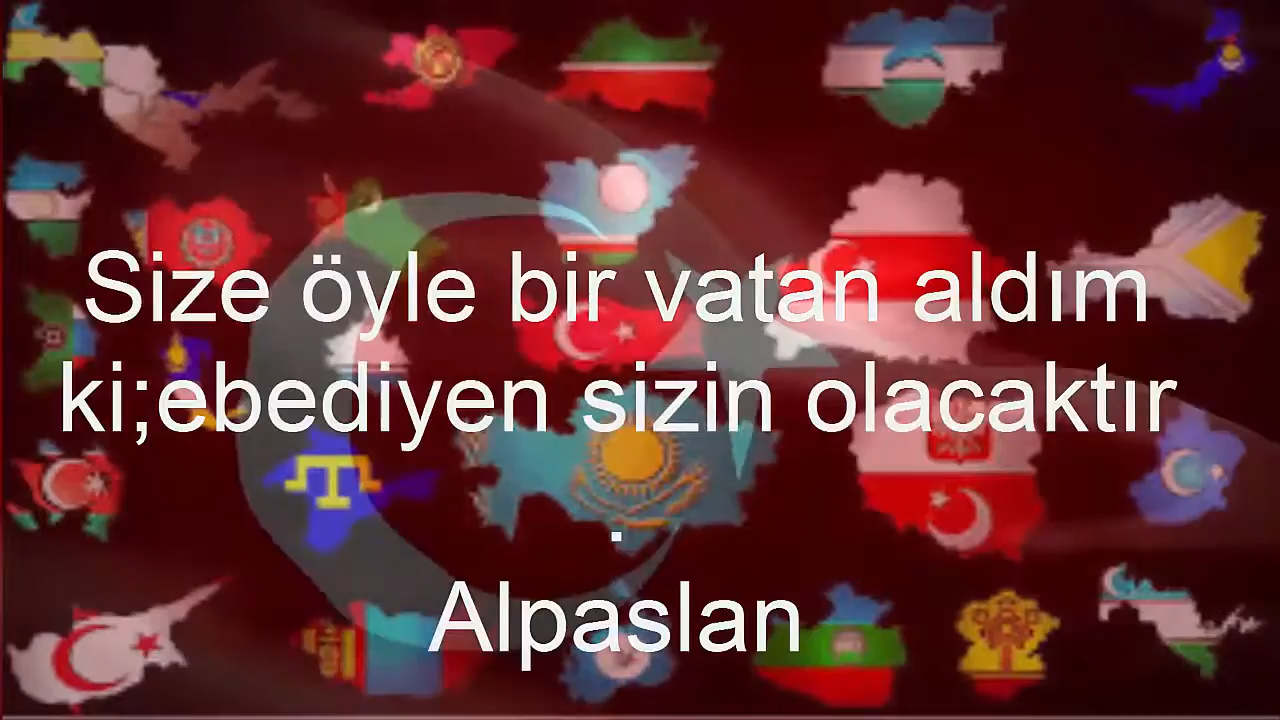 Size öyle bir vatan aldım
ki;ebediyen sizin olacaktır
.
Alpaslan